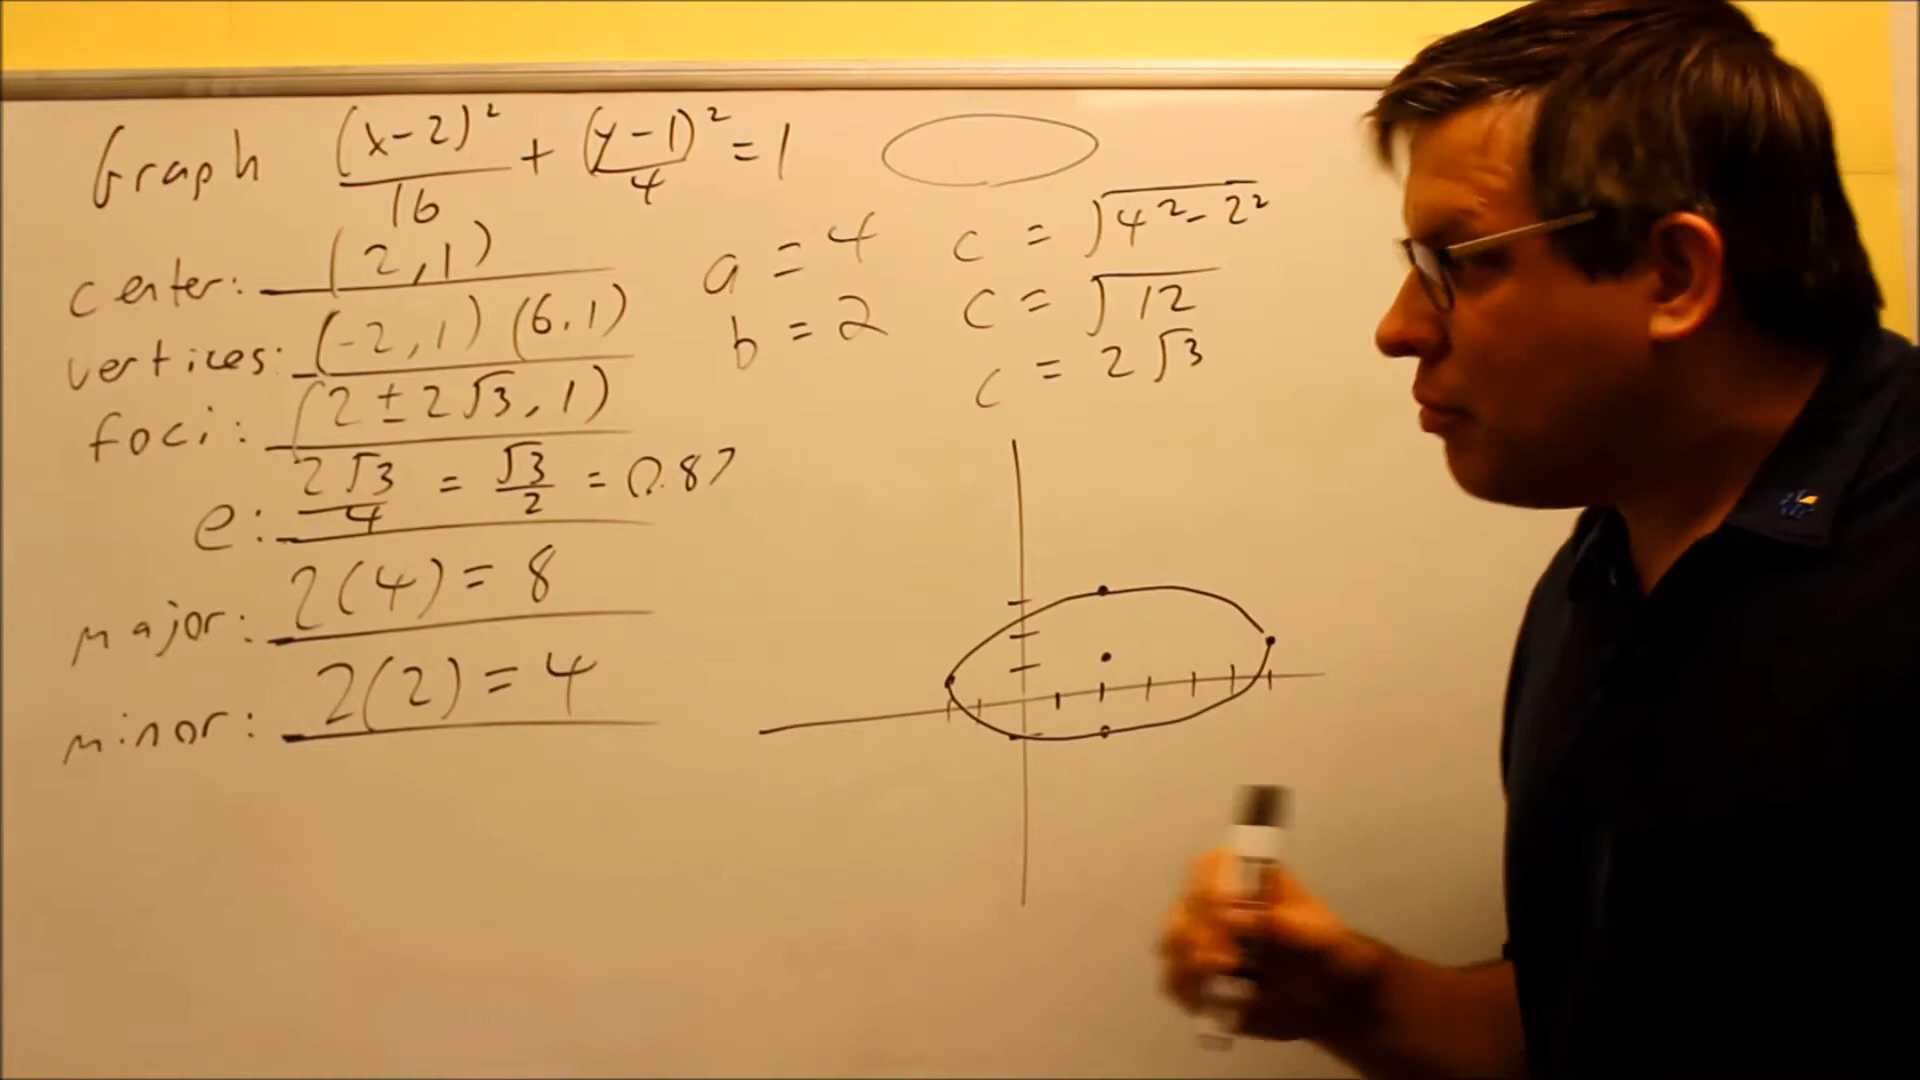 Graph (x-2)²/16 + (y-1)²/4 = 1
center: (2,1)
vertices: (-2,1) (6,1)
foci: (2±2√3, 1)
e: 2√3/4 = √3/2 = 0.87
major: 2(4) = 8
minor: 2(2) = 4
a = 4
b = 2
c = √4²-2²
c = √12
c = 2√3